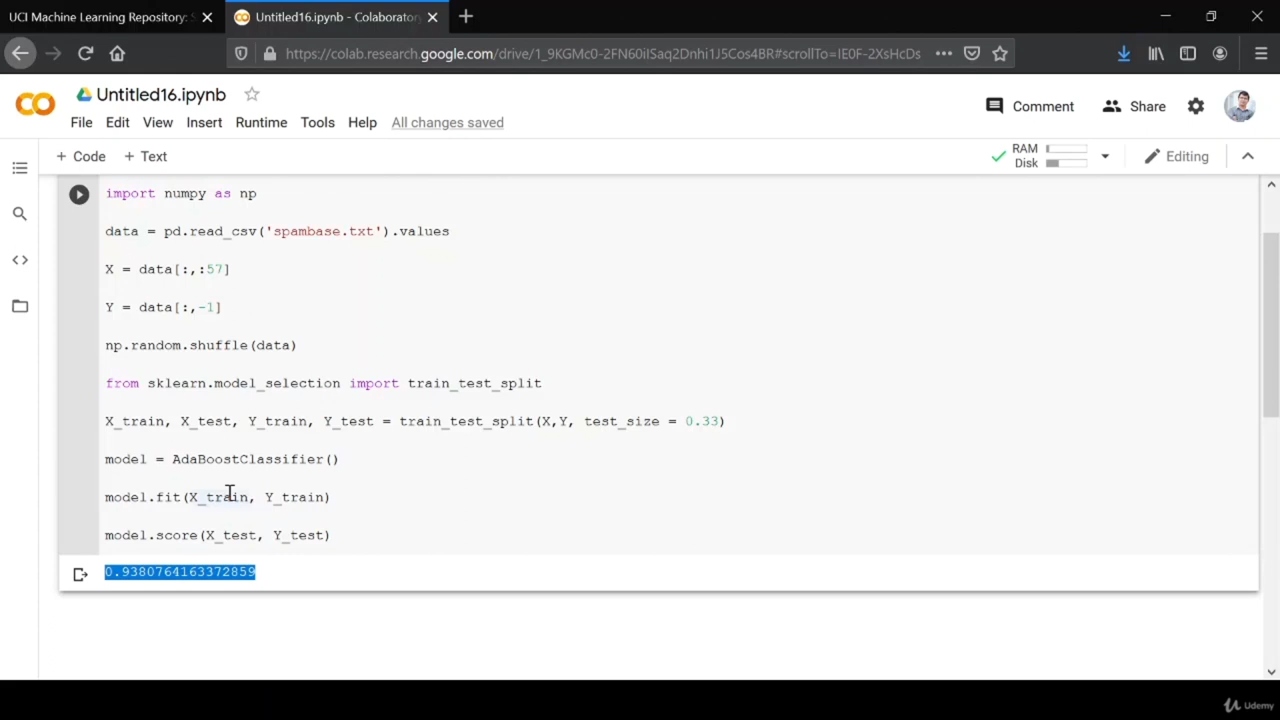 UCI Machine Learning Repository: S
Untitled16.ipynb - Colaboratory
https://colab.research.google.com/drive/1_9KGMc0-2FN60iISaq2Dnhi1J5Cos4BR#scrollTo=IE0F-2XsHcDs
Untitled16.ipynb
Comment
Share
File Edit View Insert Runtime Tools Help All changes saved
+ Code + Text
RAM
Disk
Editing
import numpy as np
data = pd.read_csv('spambase.txt').values
X = data[:,:57]
Y = data[:,-1]
np.random.shuffle(data)
from sklearn.model_selection import train_test_split
X_train, X_test, Y_train, Y_test = train_test_split(X,Y, test_size = 0.33)
model = AdaBoostClassifier()
model.fit(X_train, Y_train)
model.score(X_test, Y_test)
0.9380764163372859
Udemy